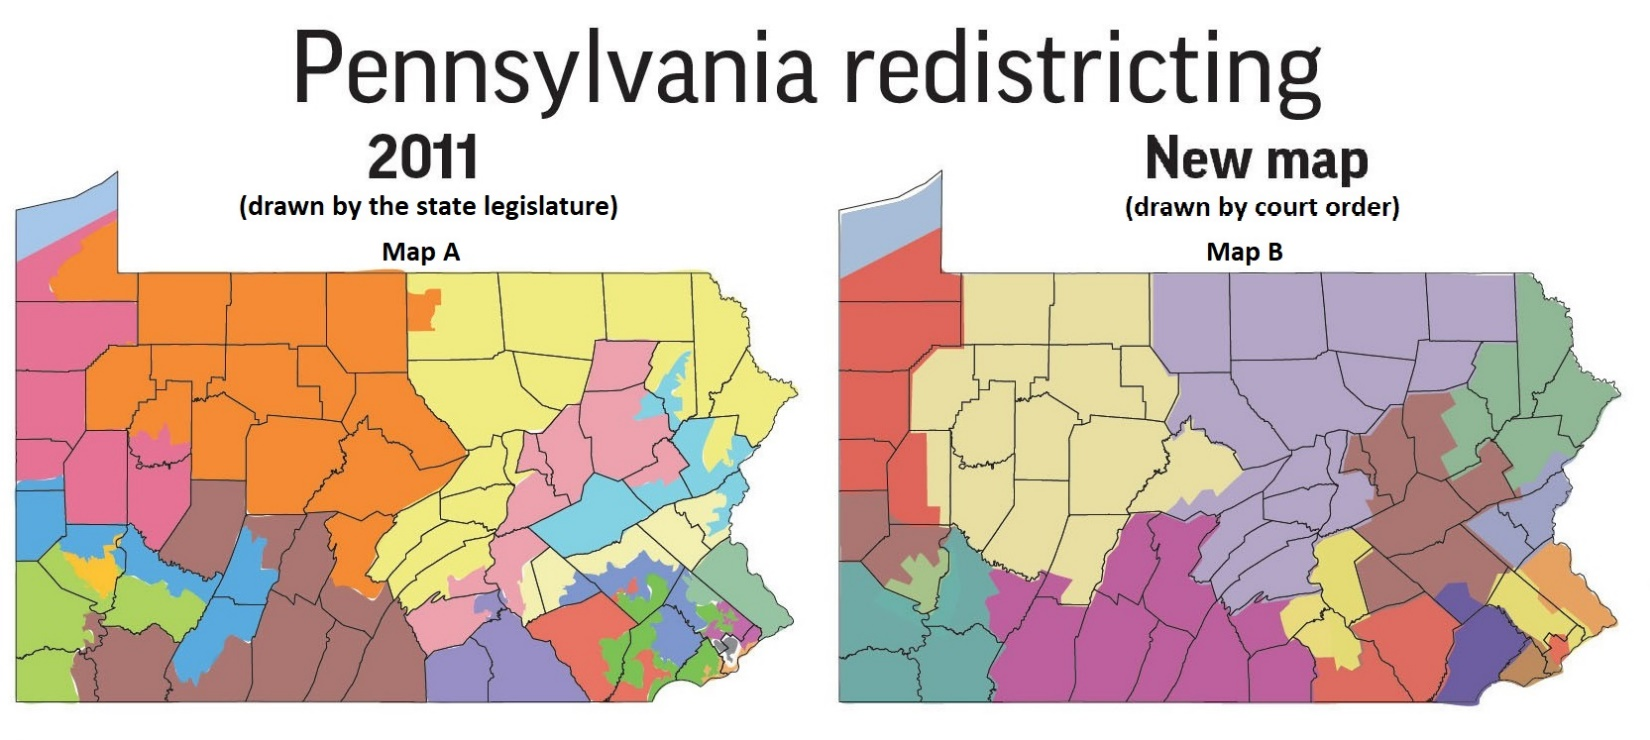 Pennsylvania redistricting
2011
(drawn by the state legislature)
Map A
New map
(drawn by court order)
Map B